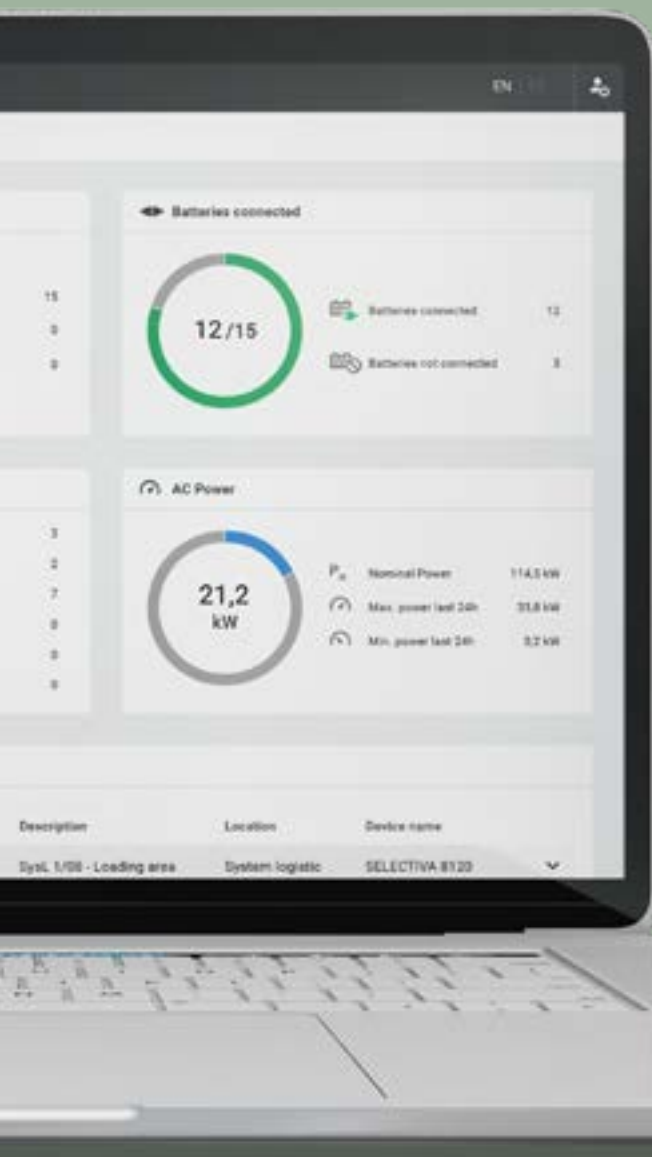 EN
Batteries connected
15
0
0
12/15
Batteries connected 12
Batteries not connected 3
AC Power
3
2
7
0
0
0
21,2
kW
Pn Nominal Power 114,5 kW
Max. power last 24h 33,8 kW
Min. power last 24h 3,2 kW
Description Location Device name
SysL 1/08 - Loading area System logistic SELECTIVA 8120